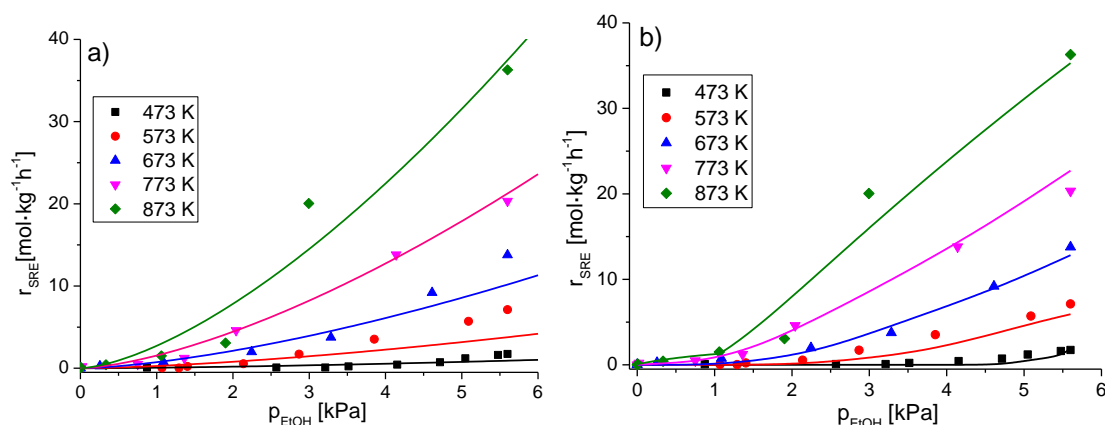 a)
40
30
20
10
0
r_SRE[mol·kg⁻¹h⁻¹]
473 K
573 K
673 K
773 K
873 K
0 1 2 3 4 5 6
p_EtOH [kPa]
b)
40
30
20
10
0
r_SRE [mol·kg⁻¹h⁻¹]
473 K
573 K
673 K
773 K
873 K
0 1 2 3 4 5 6
p_EtOH [kPa]